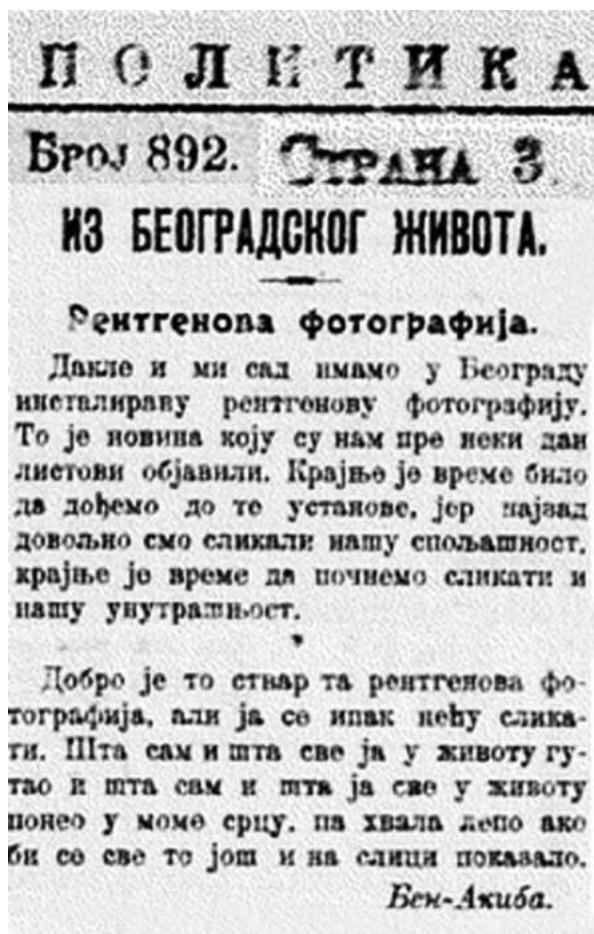 ПОЛИТИКА
Број 892. Страна 3.
ИЗ БЕОГРАДСКОГ ЖИВОТА.
Рентгенова фотографија.
Дакле и ми сад имамо у Београду
инсталирану рентгенову фотографију.
То је новина коју су нам пре неки дан
листови објавили. Крајње је време било
да дођемо до те установе, јер најзад
довољно смо сликали нашу спољашност,
крајње је време да почнемо сликати и
нашу унутрашњост.
*
Добро је то ствар та рентгенова фо-
тографија, али ја се ипак нећу слика-
ти. Шта сам и шта све ја у животу гу-
тао и шта сам и шта ја све у животу
понео у моме срцу, па хвала лепо ако
би се све то још и на слици показало.
Бен-Акиба.